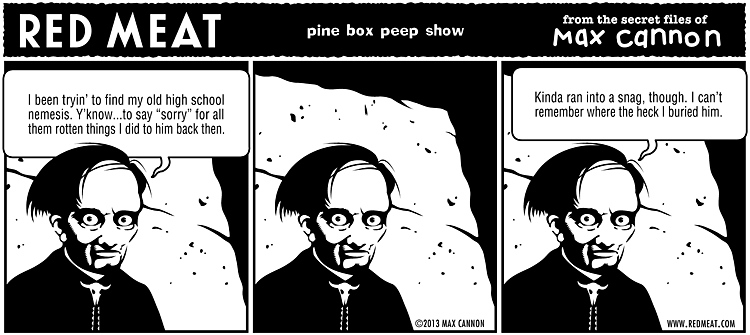 RED MEAT
pine box peep show
from the secret files of
Max cannon
I been tryin' to find my old high school
nemesis. Y'know...to say "sorry" for all
them rotten things I did to him back then.
©2013 MAX CANNON
Kinda ran into a snag, though. I can't
remember where the heck I buried him.
WWW.REDMEAT.COM